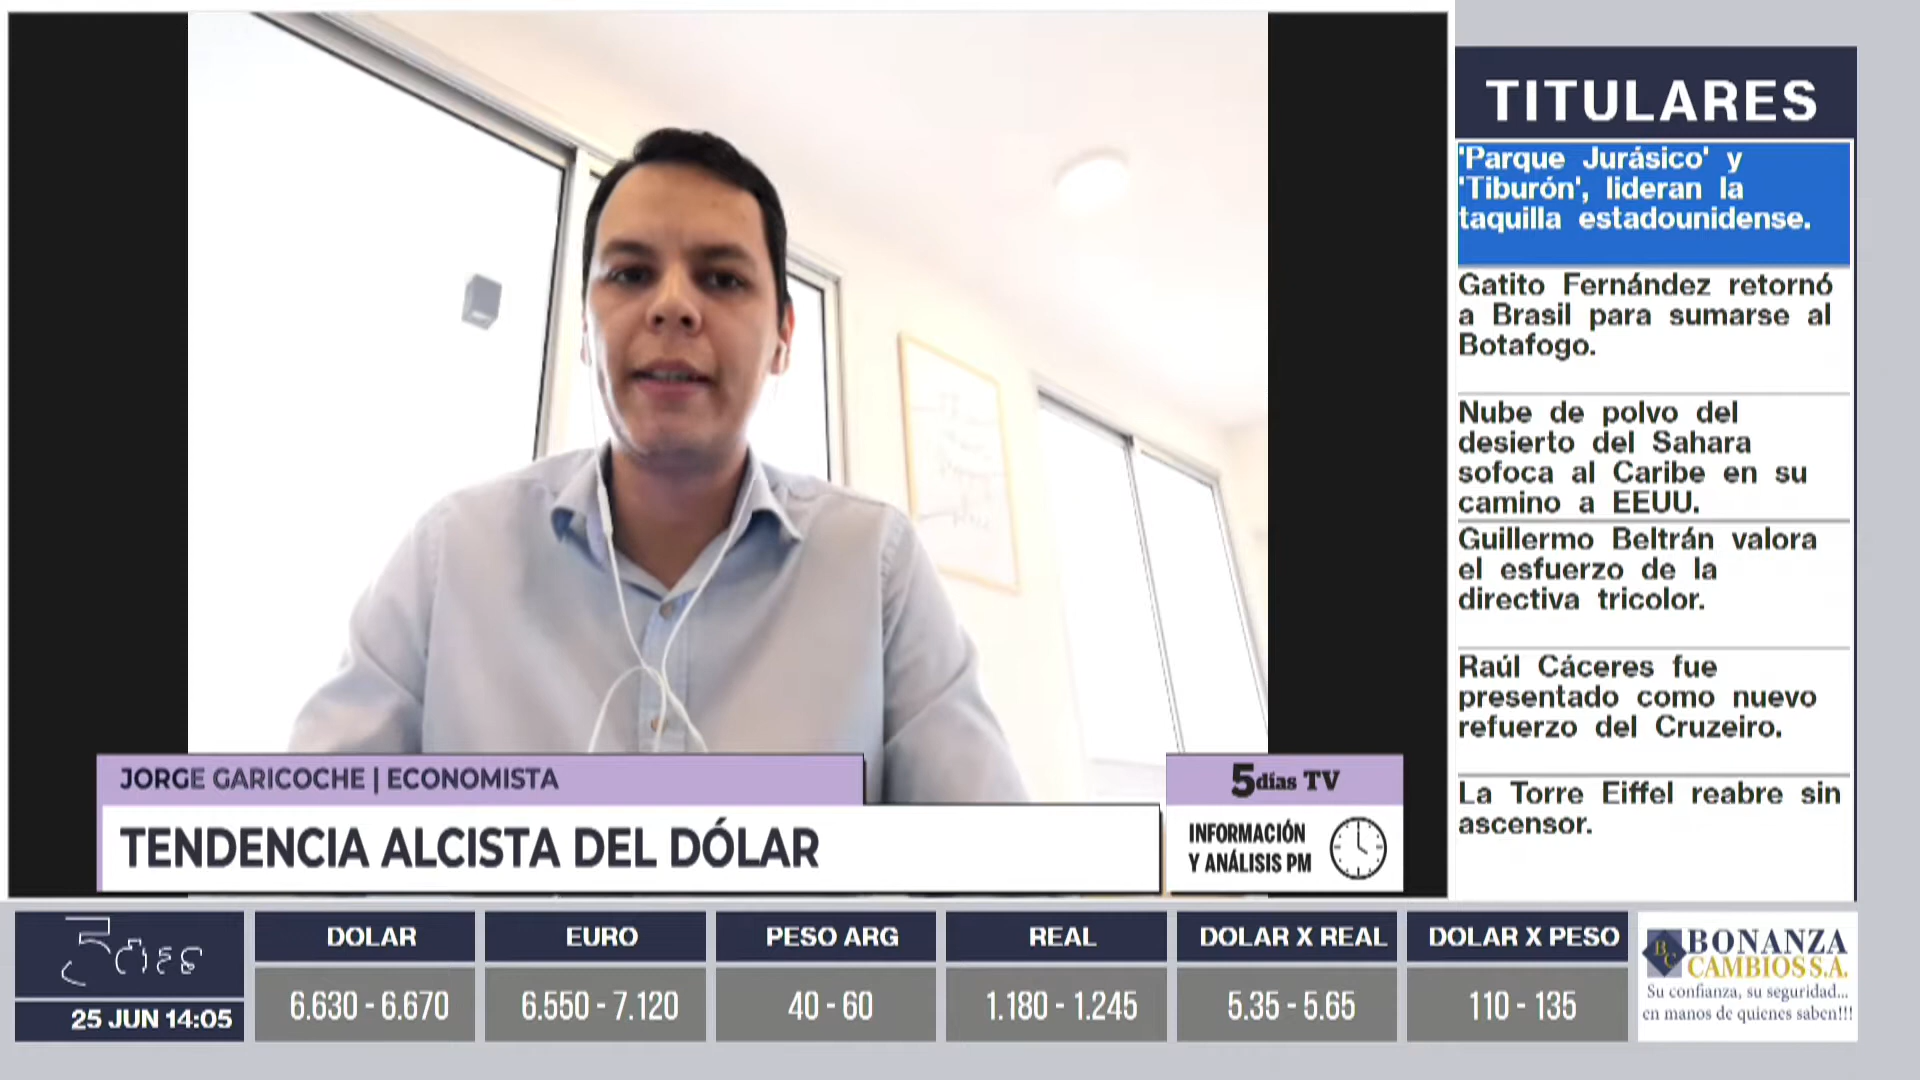 TITULARES
'Parque Jurásico' y
'Tiburón', lideran la
taquilla estadounidense.
Gatito Fernández retornó
a Brasil para sumarse al
Botafogo.
Nube de polvo del
desierto del Sahara
sofoca al Caribe en su
camino a EEUU.
Guillermo Beltrán valora
el esfuerzo de la
directiva tricolor.
Raúl Cáceres fue
presentado como nuevo
refuerzo del Cruzeiro.
La Torre Eiffel reabre sin
ascensor.
JORGE GARICOCHE | ECONOMISTA
TENDENCIA ALCISTA DEL DÓLAR
5días TV
INFORMACIÓN
Y ANÁLISIS PM
25 JUN 14:05
DOLAR
6.630 - 6.670
EURO
6.550 - 7.120
PESO ARG
40 - 60
REAL
1.180 - 1.245
DOLAR X REAL
5.35 - 5.65
DOLAR X PESO
110 - 135
BC
BONANZA
CAMBIOS S.A.
Su confianza, su seguridad...
en manos de quienes saben!!!